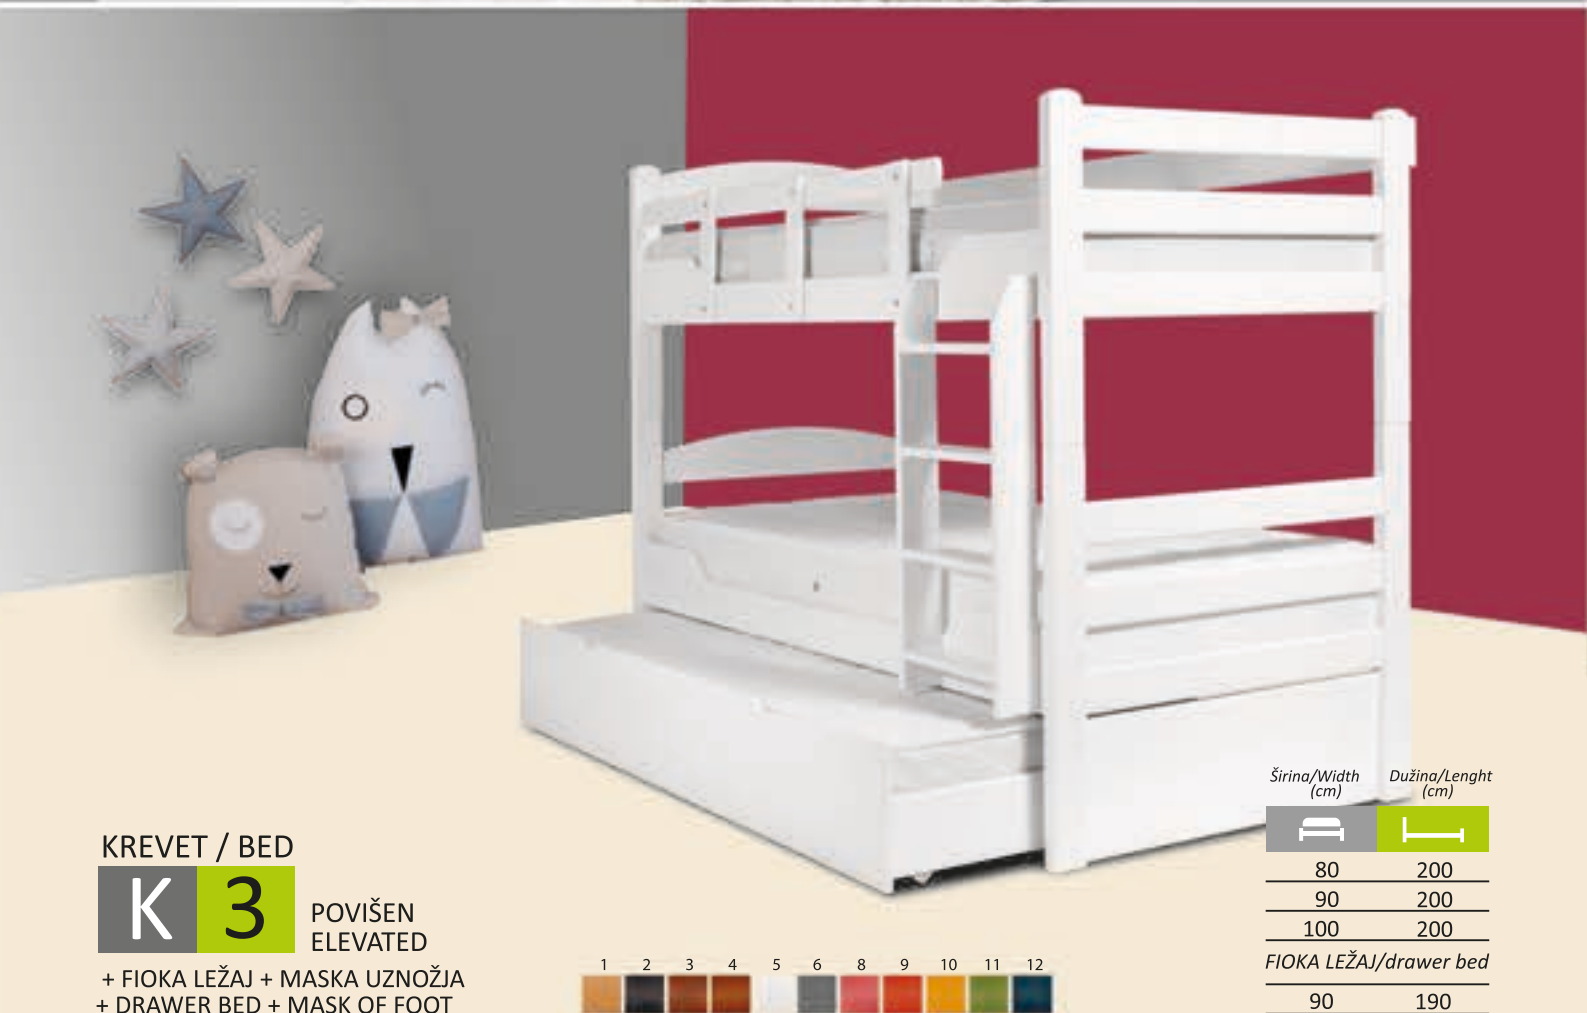 Širina/Width Dužina/Lenght
(cm) (cm)
80 200
90 200
100 200
FIOKA LEŽAJ/drawer bed
90 190
KREVET / BED
K 3
POVIŠEN
ELEVATED
+ FIOKA LEŽAJ + MASKA UZNOŽJA
+ DRAWER BED + MASK OF FOOT
1 2 3 4 5 6 8 9 10 11 12